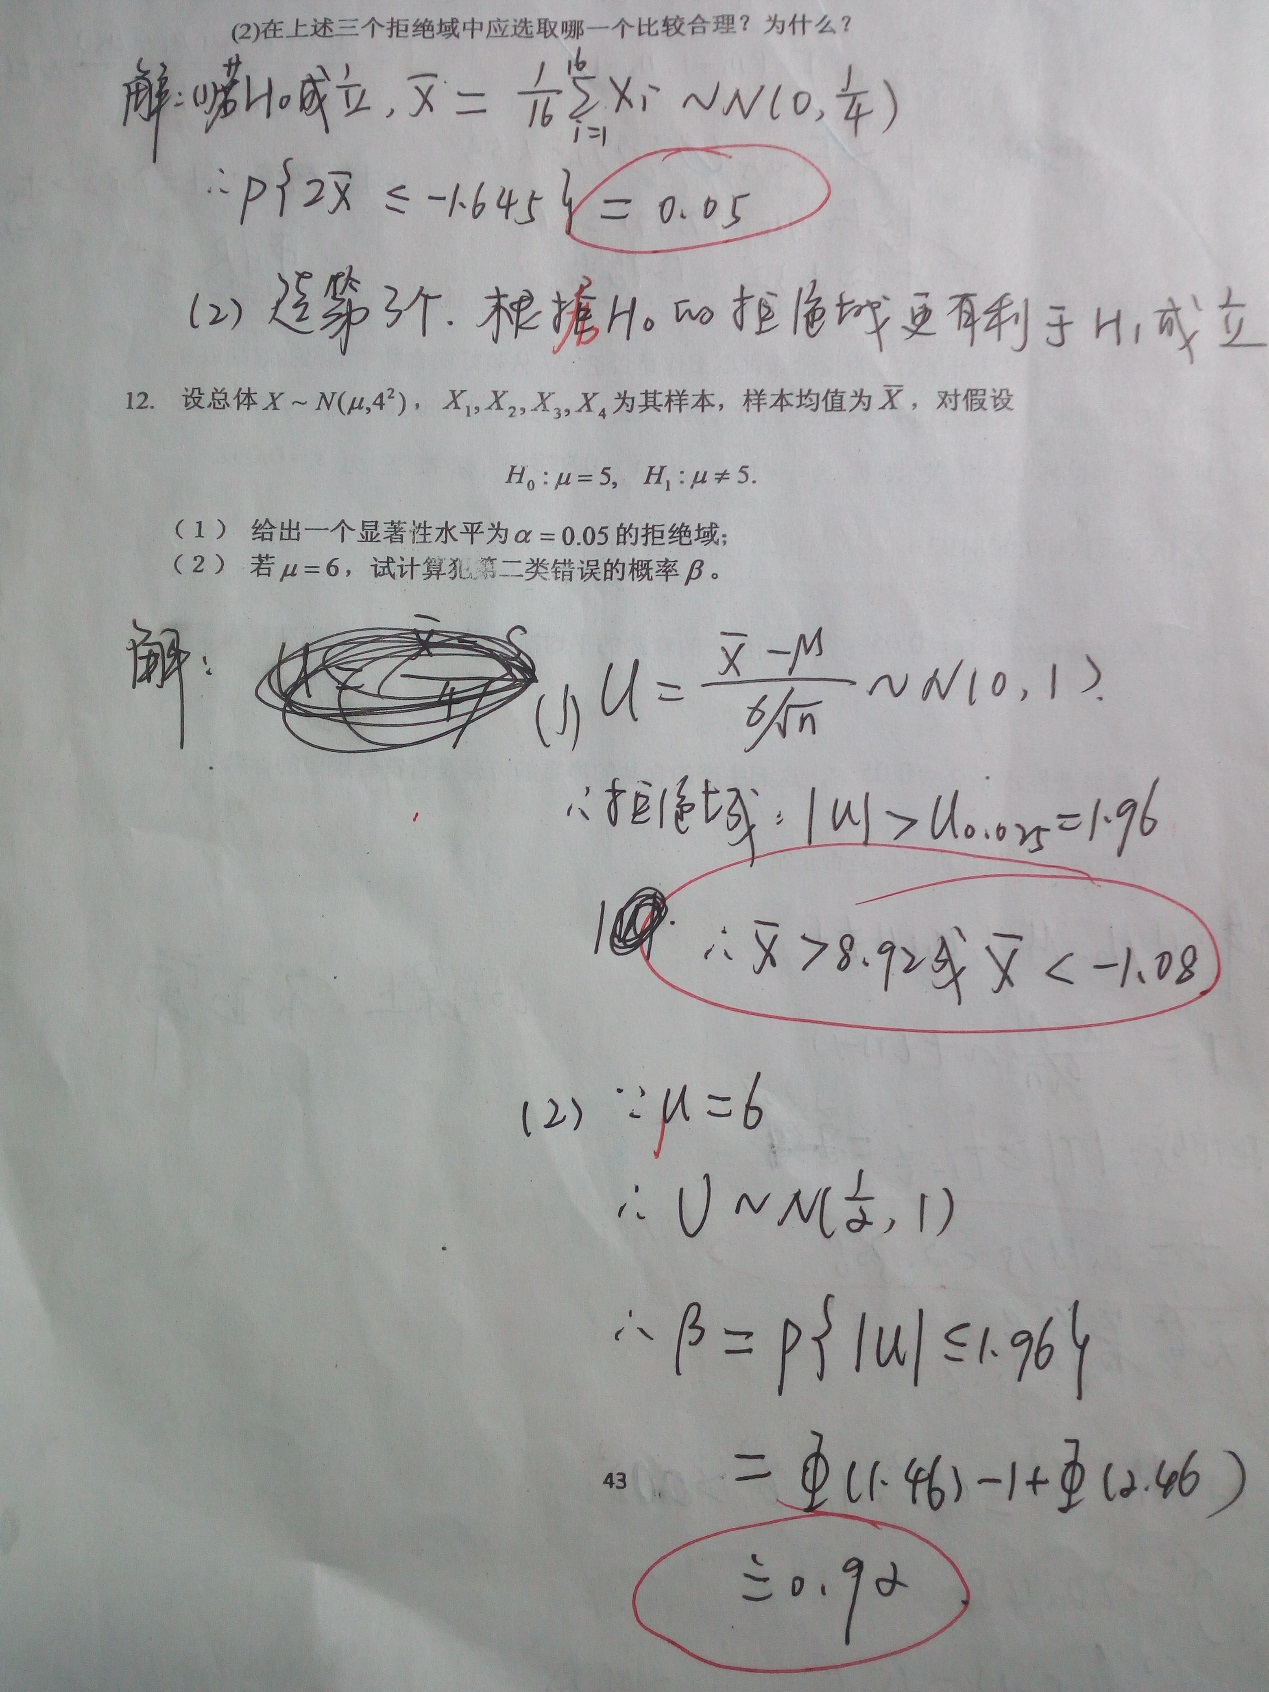 (2)在上述三个拒绝域中应选取哪一个比较合理？为什么？
解:(1)若H₀成立, X̄ = 1/16 ∑_{i=1}^{16} Xi ~ N(0, 1/4)
∴ P{2X̄ ≤ -1.645} = 0.05
(2) 选第3个. 根据H₀的拒绝域更有利于H₁成立
12. 设总体 X ~ N(μ,4²)，X₁,X₂,X₃,X₄为其样本，样本均值为X̄，对假设
H₀:μ=5, H₁:μ≠5.
（1） 给出一个显著性水平为α=0.05的拒绝域;
（2） 若μ=6，试计算犯第二类错误的概率β。
解:
(1) U = (X̄-μ)/(σ/√n) ~ N(0,1).
∴拒绝域: |U| > U₀.₀₂₅ = 1.96
∴ X̄ > 8.92或 X̄ < -1.08
(2) ∵ μ=6
∴ U ~ N(1/2, 1)
∴ β = P{|U| ≤ 1.96}
= Φ(1.46) - 1 + Φ(2.46)
43
≐ 0.92